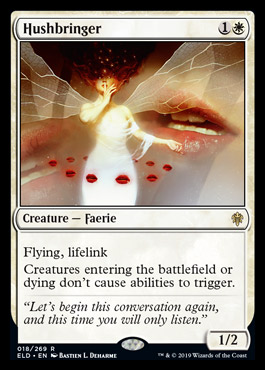 Hushbringer 1
Creature — Faerie
Flying, lifelink
Creatures entering the battlefield or
dying don't cause abilities to trigger.
"Let's begin this conversation again,
and this time you will only listen."
1/2
018/269 R
ELD • EN Bastien L. Deharme
™ & © 2019 Wizards of the Coast